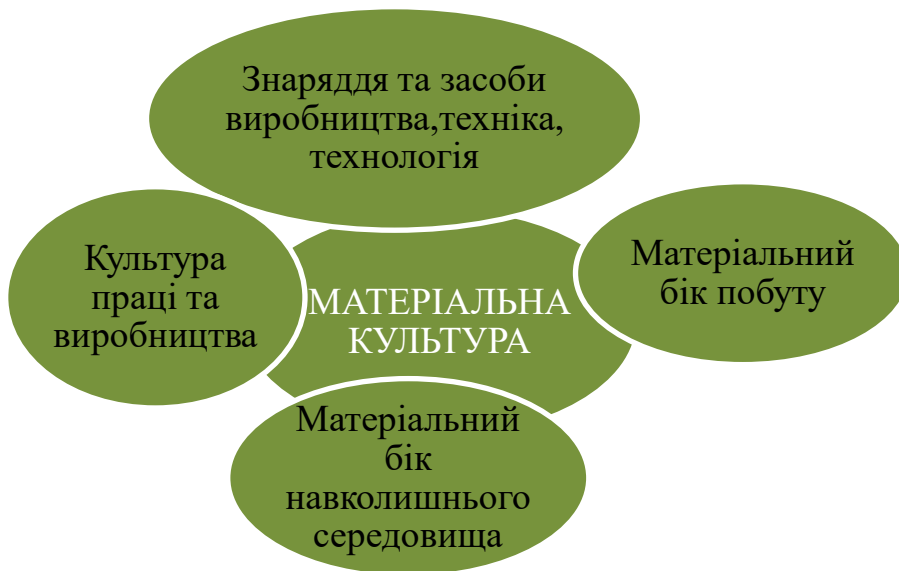 Знаряддя та засоби
виробництва,техніка,
технологія
Культура
праці та
виробництва
МАТЕРІАЛЬНА
КУЛЬТУРА
Матеріальний
бік побуту
Матеріальний
бік
навколишнього
середовища